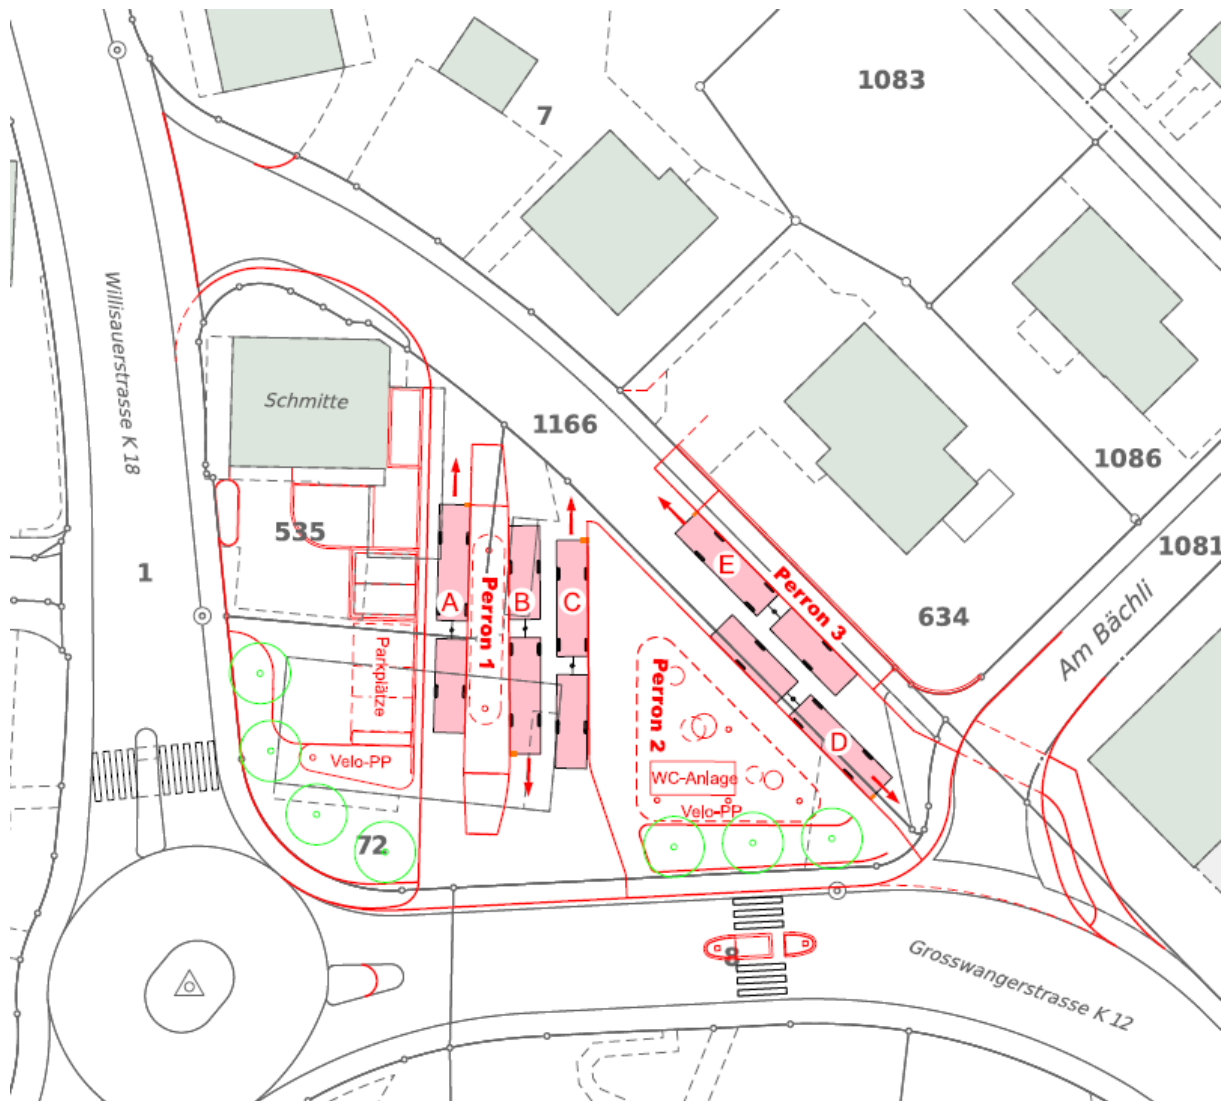 1083
7
Willisauerstrasse K 18
Schmitte
1166
1086
535
1081
1
E
A
Perron 1
B
C
Perron 3
634
Am Bächli
Parkplätze
Perron 2
D
Velo-PP
WC-Anlage
Velo-PP
72
8
Grosswangerstrasse K 12